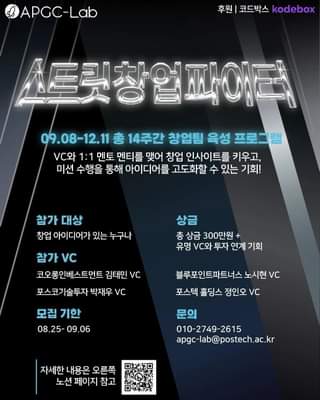 APGC-Lab
후원 | 코드박스 kodebox
스트릿창업파이터
09.08-12.11 총 14주간 창업팀 육성 프로그램
VC와 1:1 멘토 멘티를 맺어 창업 인사이트를 키우고,
미션 수행을 통해 아이디어를 고도화할 수 있는 기회!
참가 대상
창업 아이디어가 있는 누구나
상금
총 상금 300만원 +
유명 VC와 투자 연계 기회
참가 VC
코오롱인베스트먼트 김태민 VC
블루포인트파트너스 노시현 VC
포스코기술투자 박재우 VC
포스텍 홀딩스 정인오 VC
모집 기한
08.25- 09.06
문의
010-2749-2615
apgc-lab@postech.ac.kr
자세한 내용은 오른쪽
노션 페이지 참고